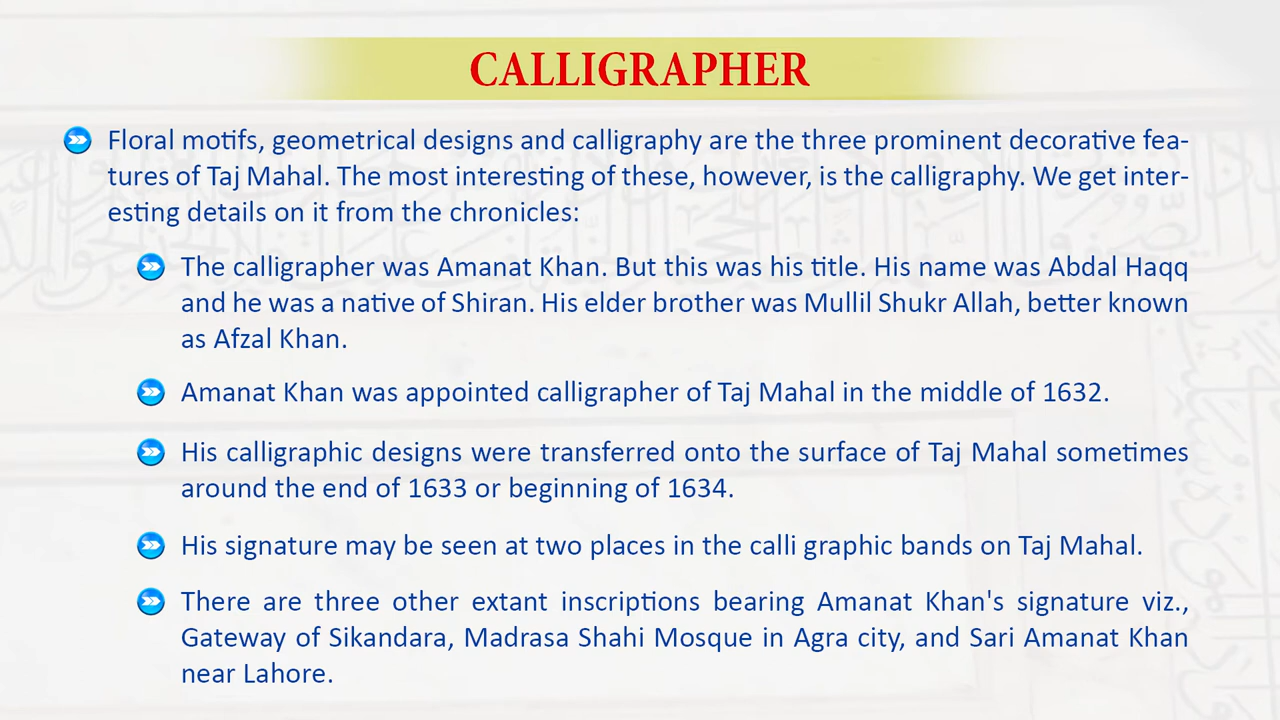 CALLIGRAPHER
Floral motifs, geometrical designs and calligraphy are the three prominent decorative fea-
tures of Taj Mahal. The most interesting of these, however, is the calligraphy. We get inter-
esting details on it from the chronicles:
The calligrapher was Amanat Khan. But this was his title. His name was Abdal Haqq
and he was a native of Shiran. His elder brother was Mullil Shukr Allah, better known
as Afzal Khan.
Amanat Khan was appointed calligrapher of Taj Mahal in the middle of 1632.
His calligraphic designs were transferred onto the surface of Taj Mahal sometimes
around the end of 1633 or beginning of 1634.
His signature may be seen at two places in the calli graphic bands on Taj Mahal.
There are three other extant inscriptions bearing Amanat Khan's signature viz.,
Gateway of Sikandara, Madrasa Shahi Mosque in Agra city, and Sari Amanat Khan
near Lahore.